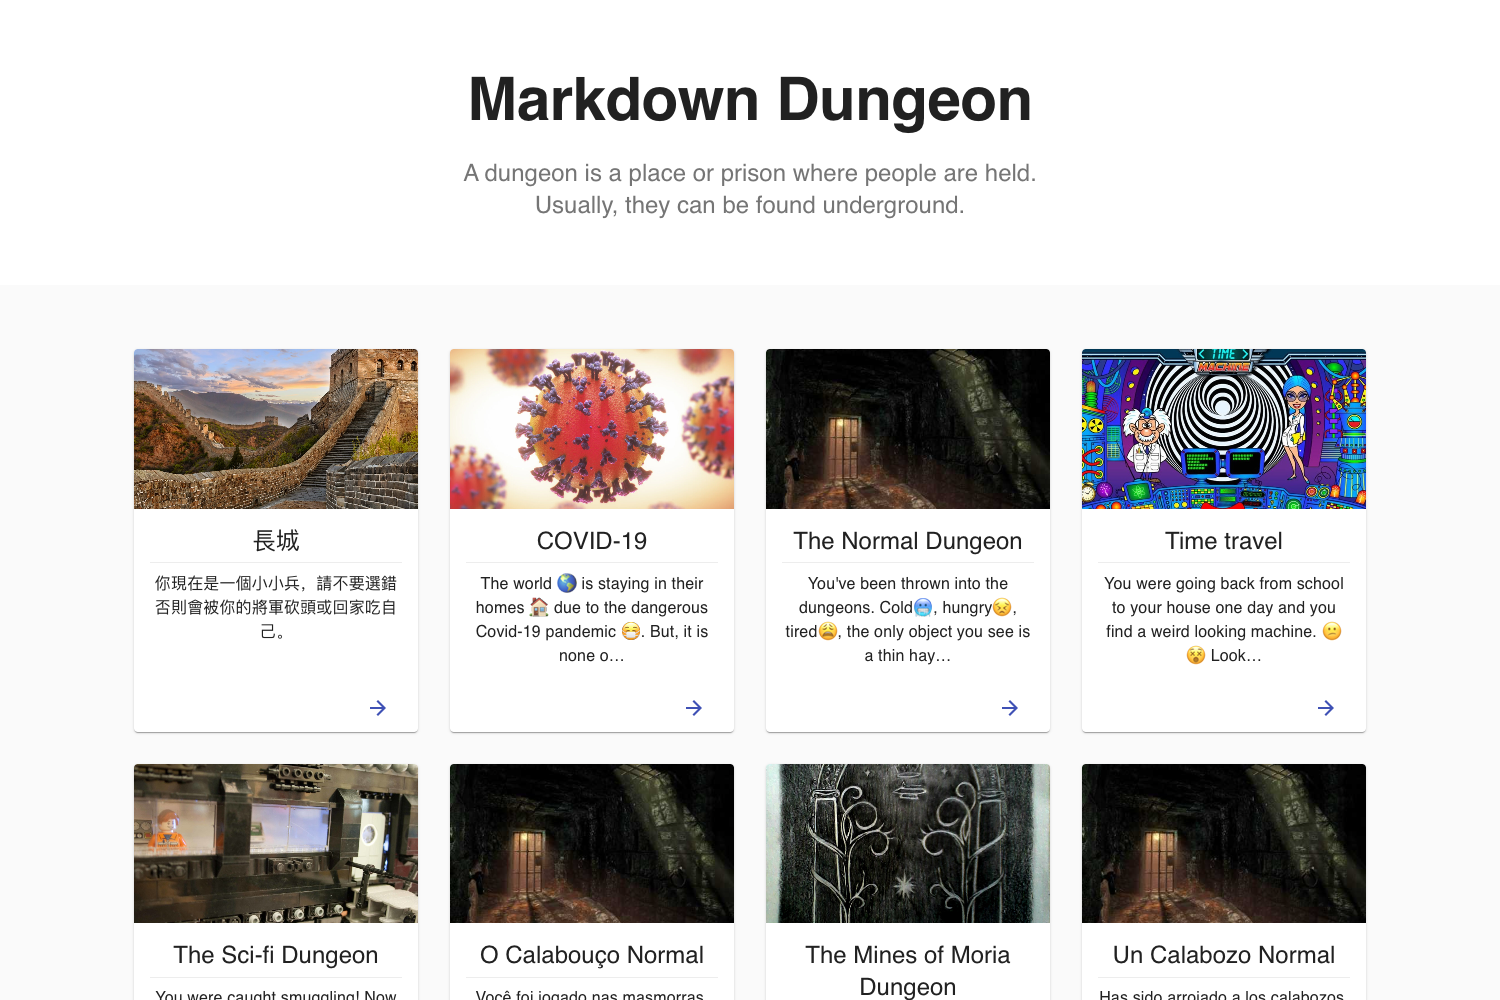 Markdown Dungeon
A dungeon is a place or prison where people are held.
Usually, they can be found underground.
TIME
MACHINE
長城
你現在是一個小小兵，請不要選錯
否則會被你的將軍砍頭或回家吃自
己。
COVID-19
The world 🌎 is staying in their
homes 🏠 due to the dangerous
Covid-19 pandemic 😷. But, it is
none o…
The Normal Dungeon
You've been thrown into the
dungeons. Cold🥶, hungry😣,
tired😩, the only object you see is
a thin hay…
Time travel
You were going back from school
to your house one day and you
find a weird looking machine. 😕
😵 Look…
The Sci-fi Dungeon
You were caught smuggling! Now
O Calabouço Normal
Você foi jogado nas masmorras
The Mines of Moria
Dungeon
Un Calabozo Normal
Has sido arrojado a los calabozos